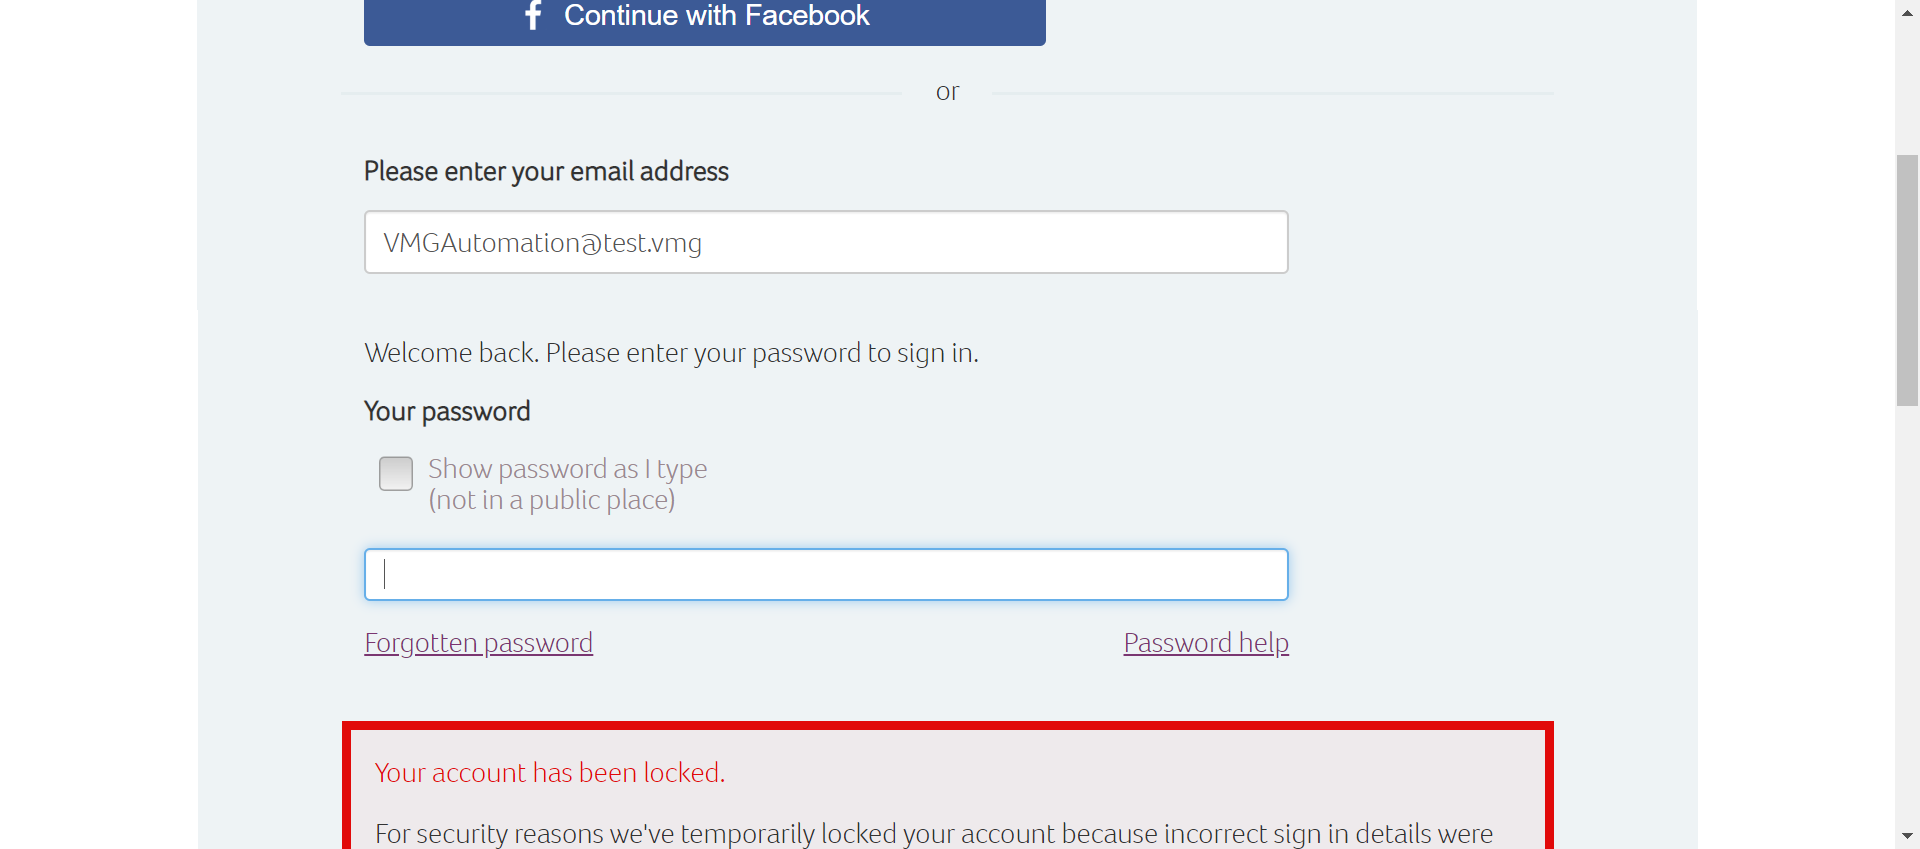 Continue with Facebook
or
Please enter your email address
VMGAutomation@test.vmg
Welcome back. Please enter your password to sign in.
Your password
Show password as I type
(not in a public place)
Forgotten password
Password help
Your account has been locked.
For security reasons we've temporarily locked your account because incorrect sign in details were